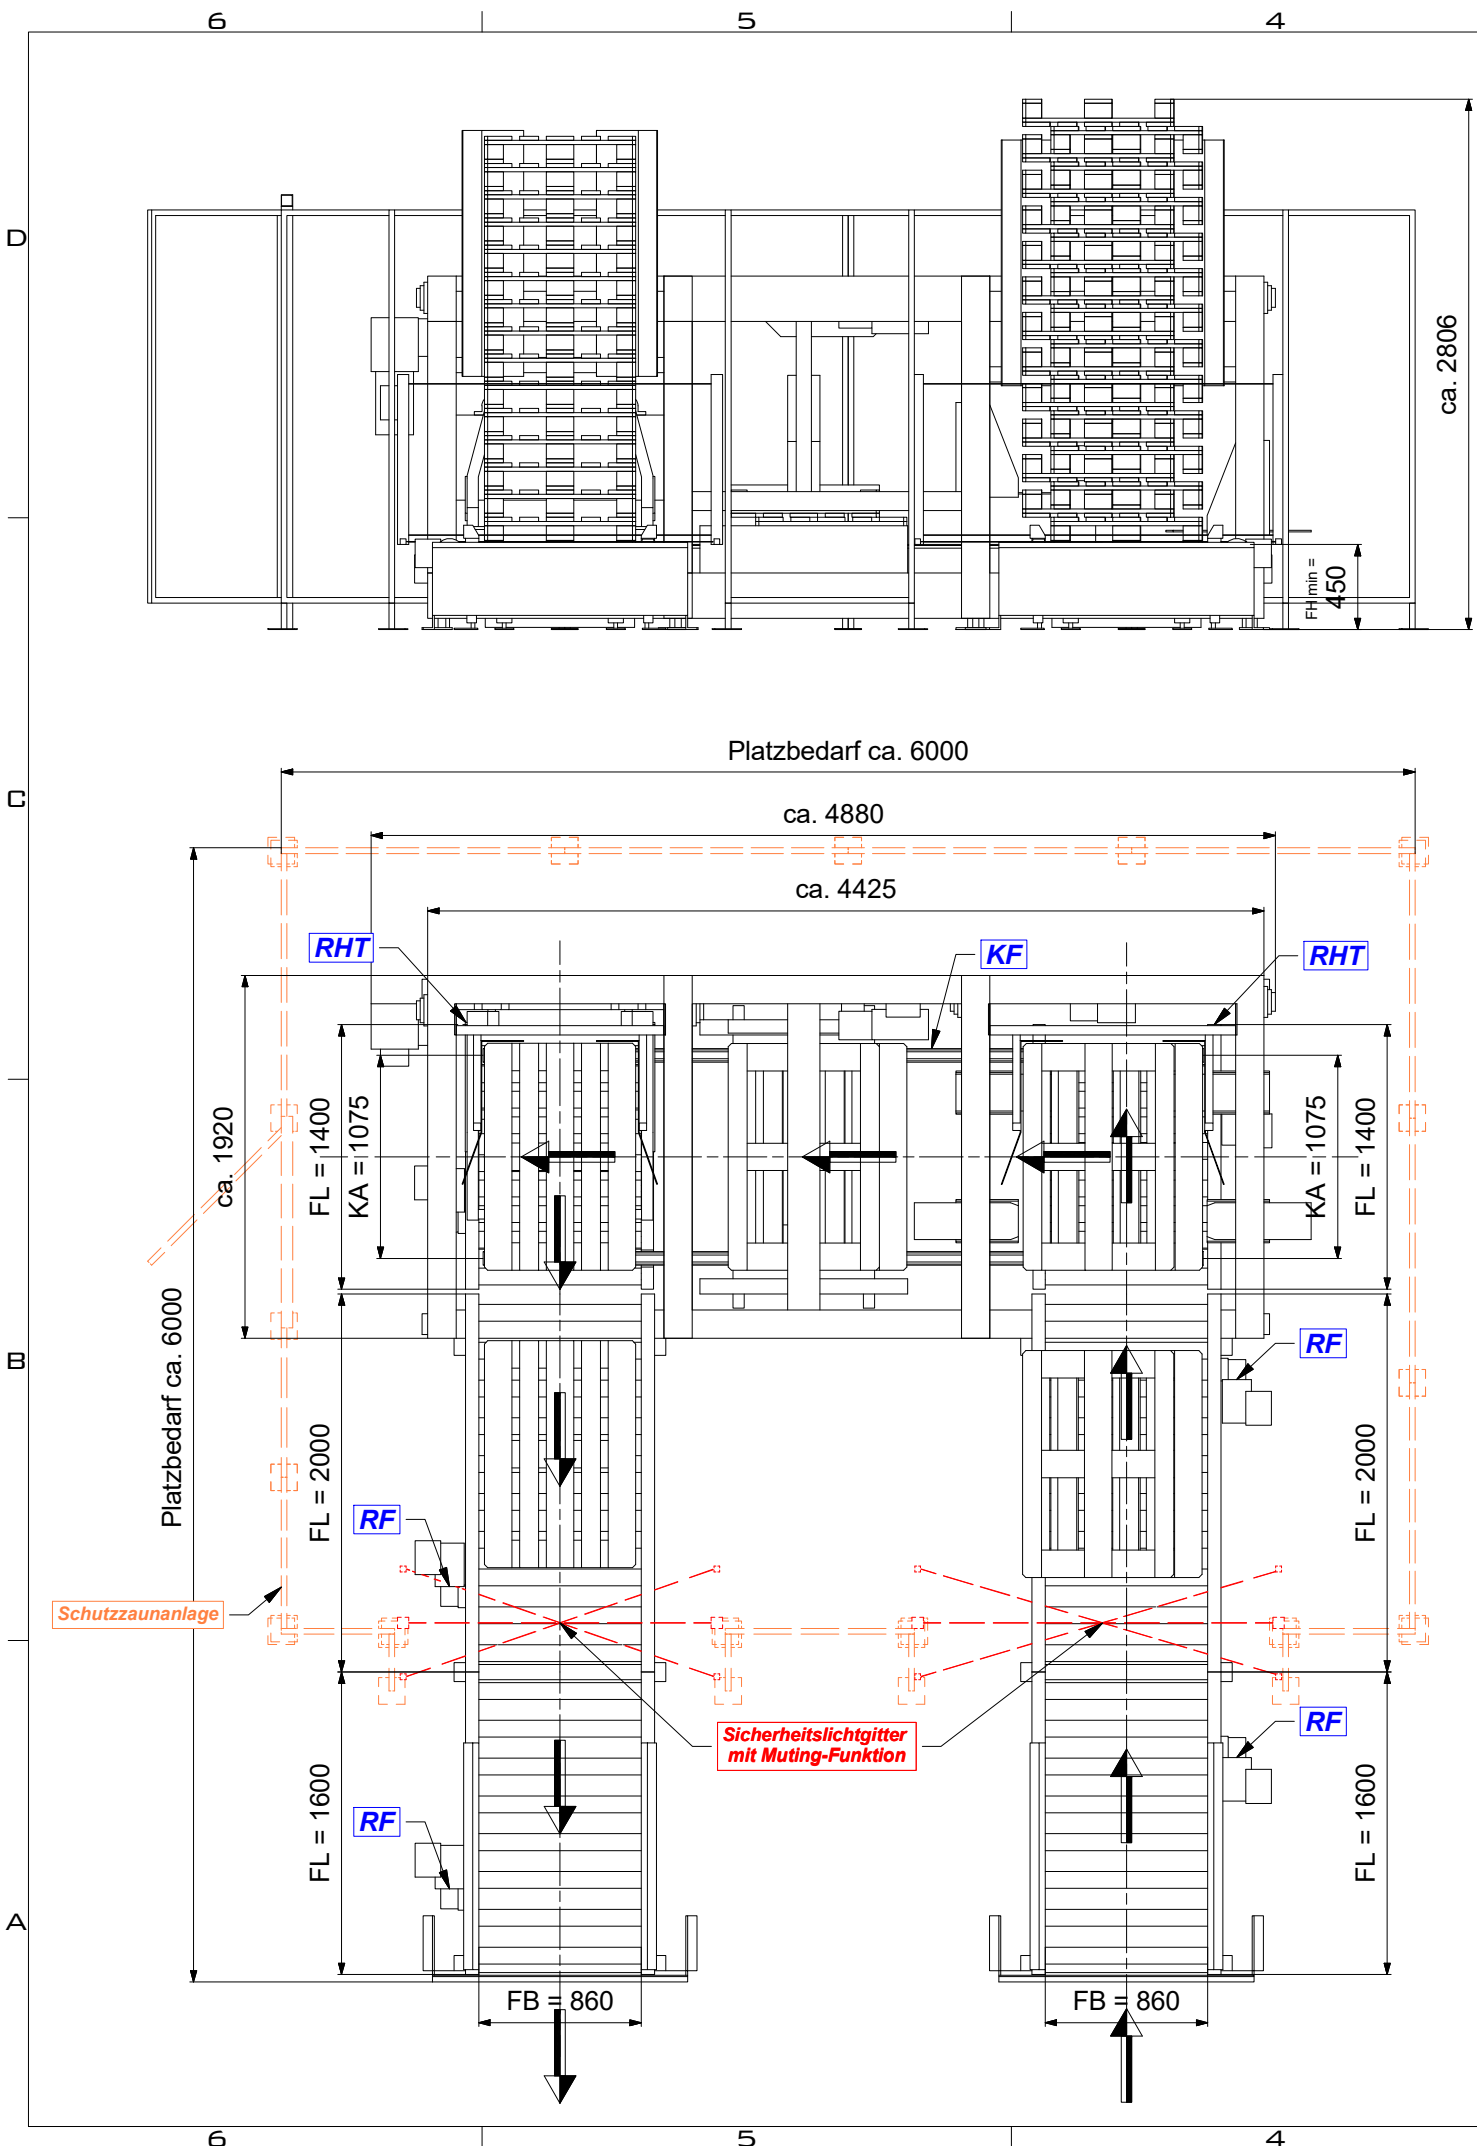 6
5
4
D
ca. 2806
FH min =
450
C
Platzbedarf ca. 6000
ca. 4880
ca. 4425
RHT
KF
RHT
ca. 1920
FL = 1400
KA = 1075
KA = 1075
FL = 1400
B
Platzbedarf ca. 6000
RF
FL = 2000
FL = 2000
RF
Schutzzaunanlage
Sicherheitslichtgitter
mit Muting-Funktion
RF
FL = 1600
RF
FL = 1600
A
FB = 860
FB = 860
6
5
4